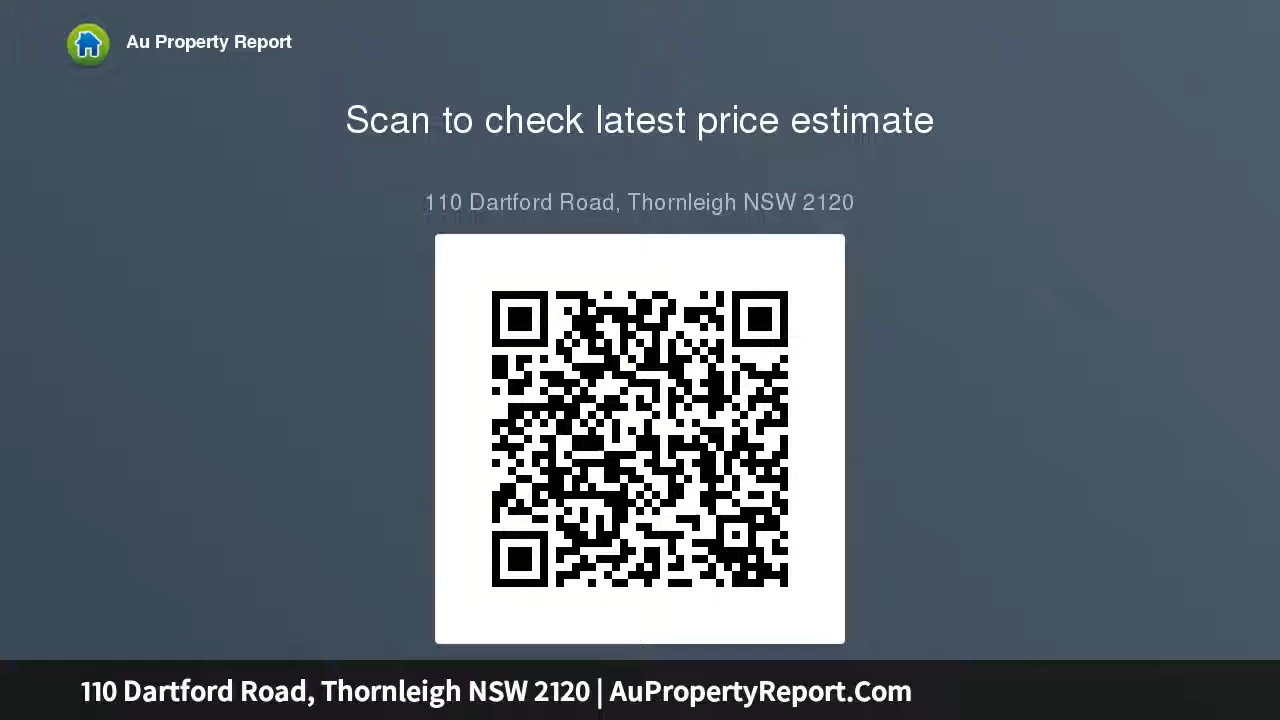 Au Property Report
Scan to check latest price estimate
110 Dartford Road, Thornleigh NSW 2120
110 Dartford Road, Thornleigh NSW 2120 | AuPropertyReport.Com